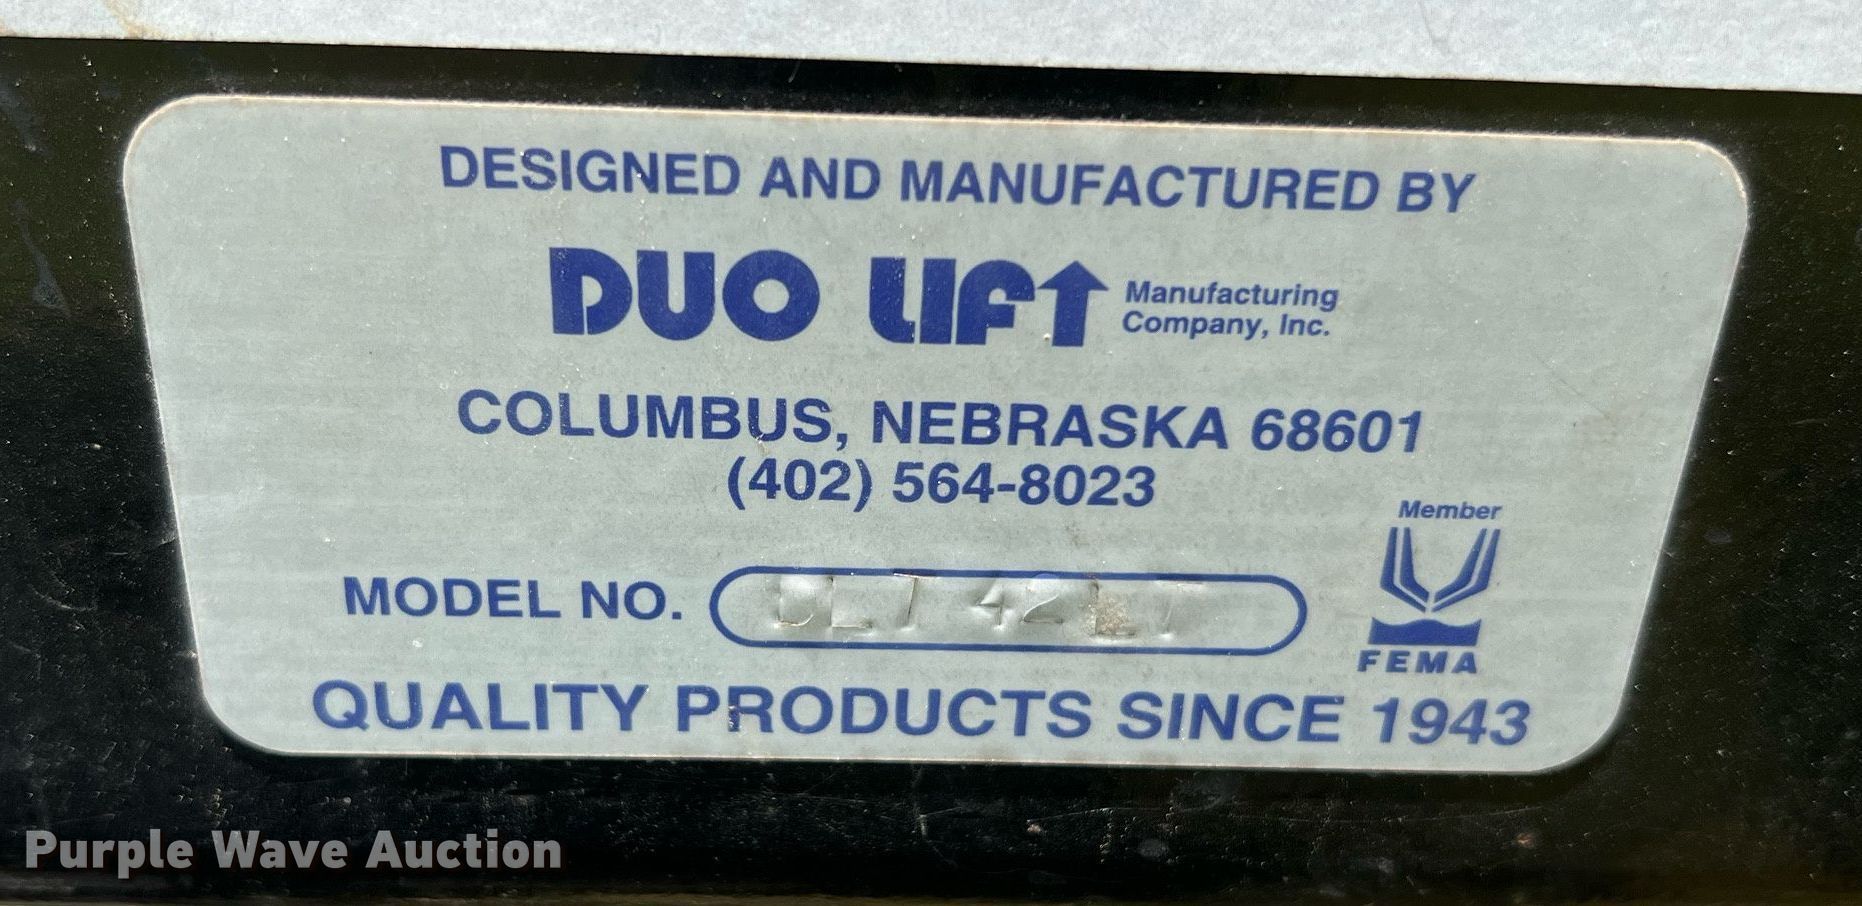 DESIGNED AND MANUFACTURED BY
DUO LIFT Manufacturing Company, Inc.
COLUMBUS, NEBRASKA 68601
(402) 564-8023
Member
MODEL NO.
FEMA
QUALITY PRODUCTS SINCE 1943
Purple Wave Auction